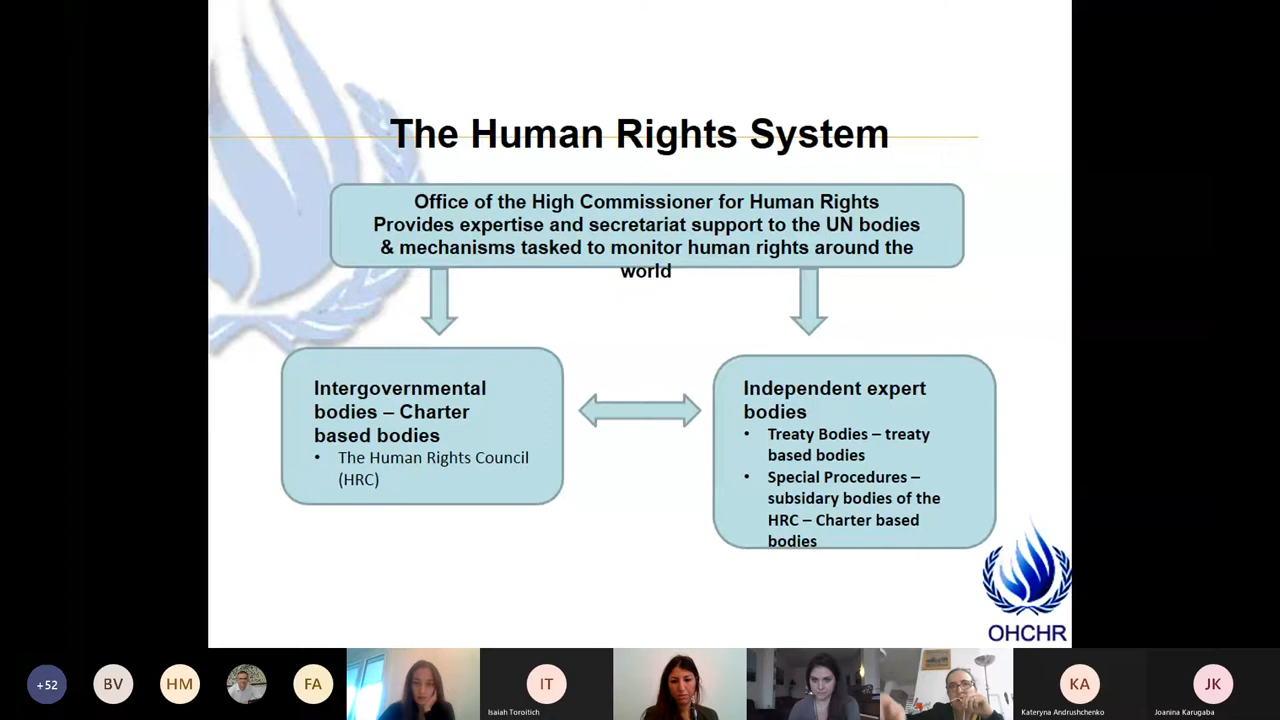 The Human Rights System
Office of the High Commissioner for Human Rights
Provides expertise and secretariat support to the UN bodies
& mechanisms tasked to monitor human rights around the
world
Intergovernmental
bodies – Charter
based bodies
• The Human Rights Council
(HRC)
Independent expert
bodies
• Treaty Bodies – treaty
based bodies
• Special Procedures –
subsidary bodies of the
HRC – Charter based
bodies
OHCHR
+52
BV
HM
FA
IT
Isaiah Toroitich
KA
Kateryna Andrushchenko
JK
Joanina Karugaba